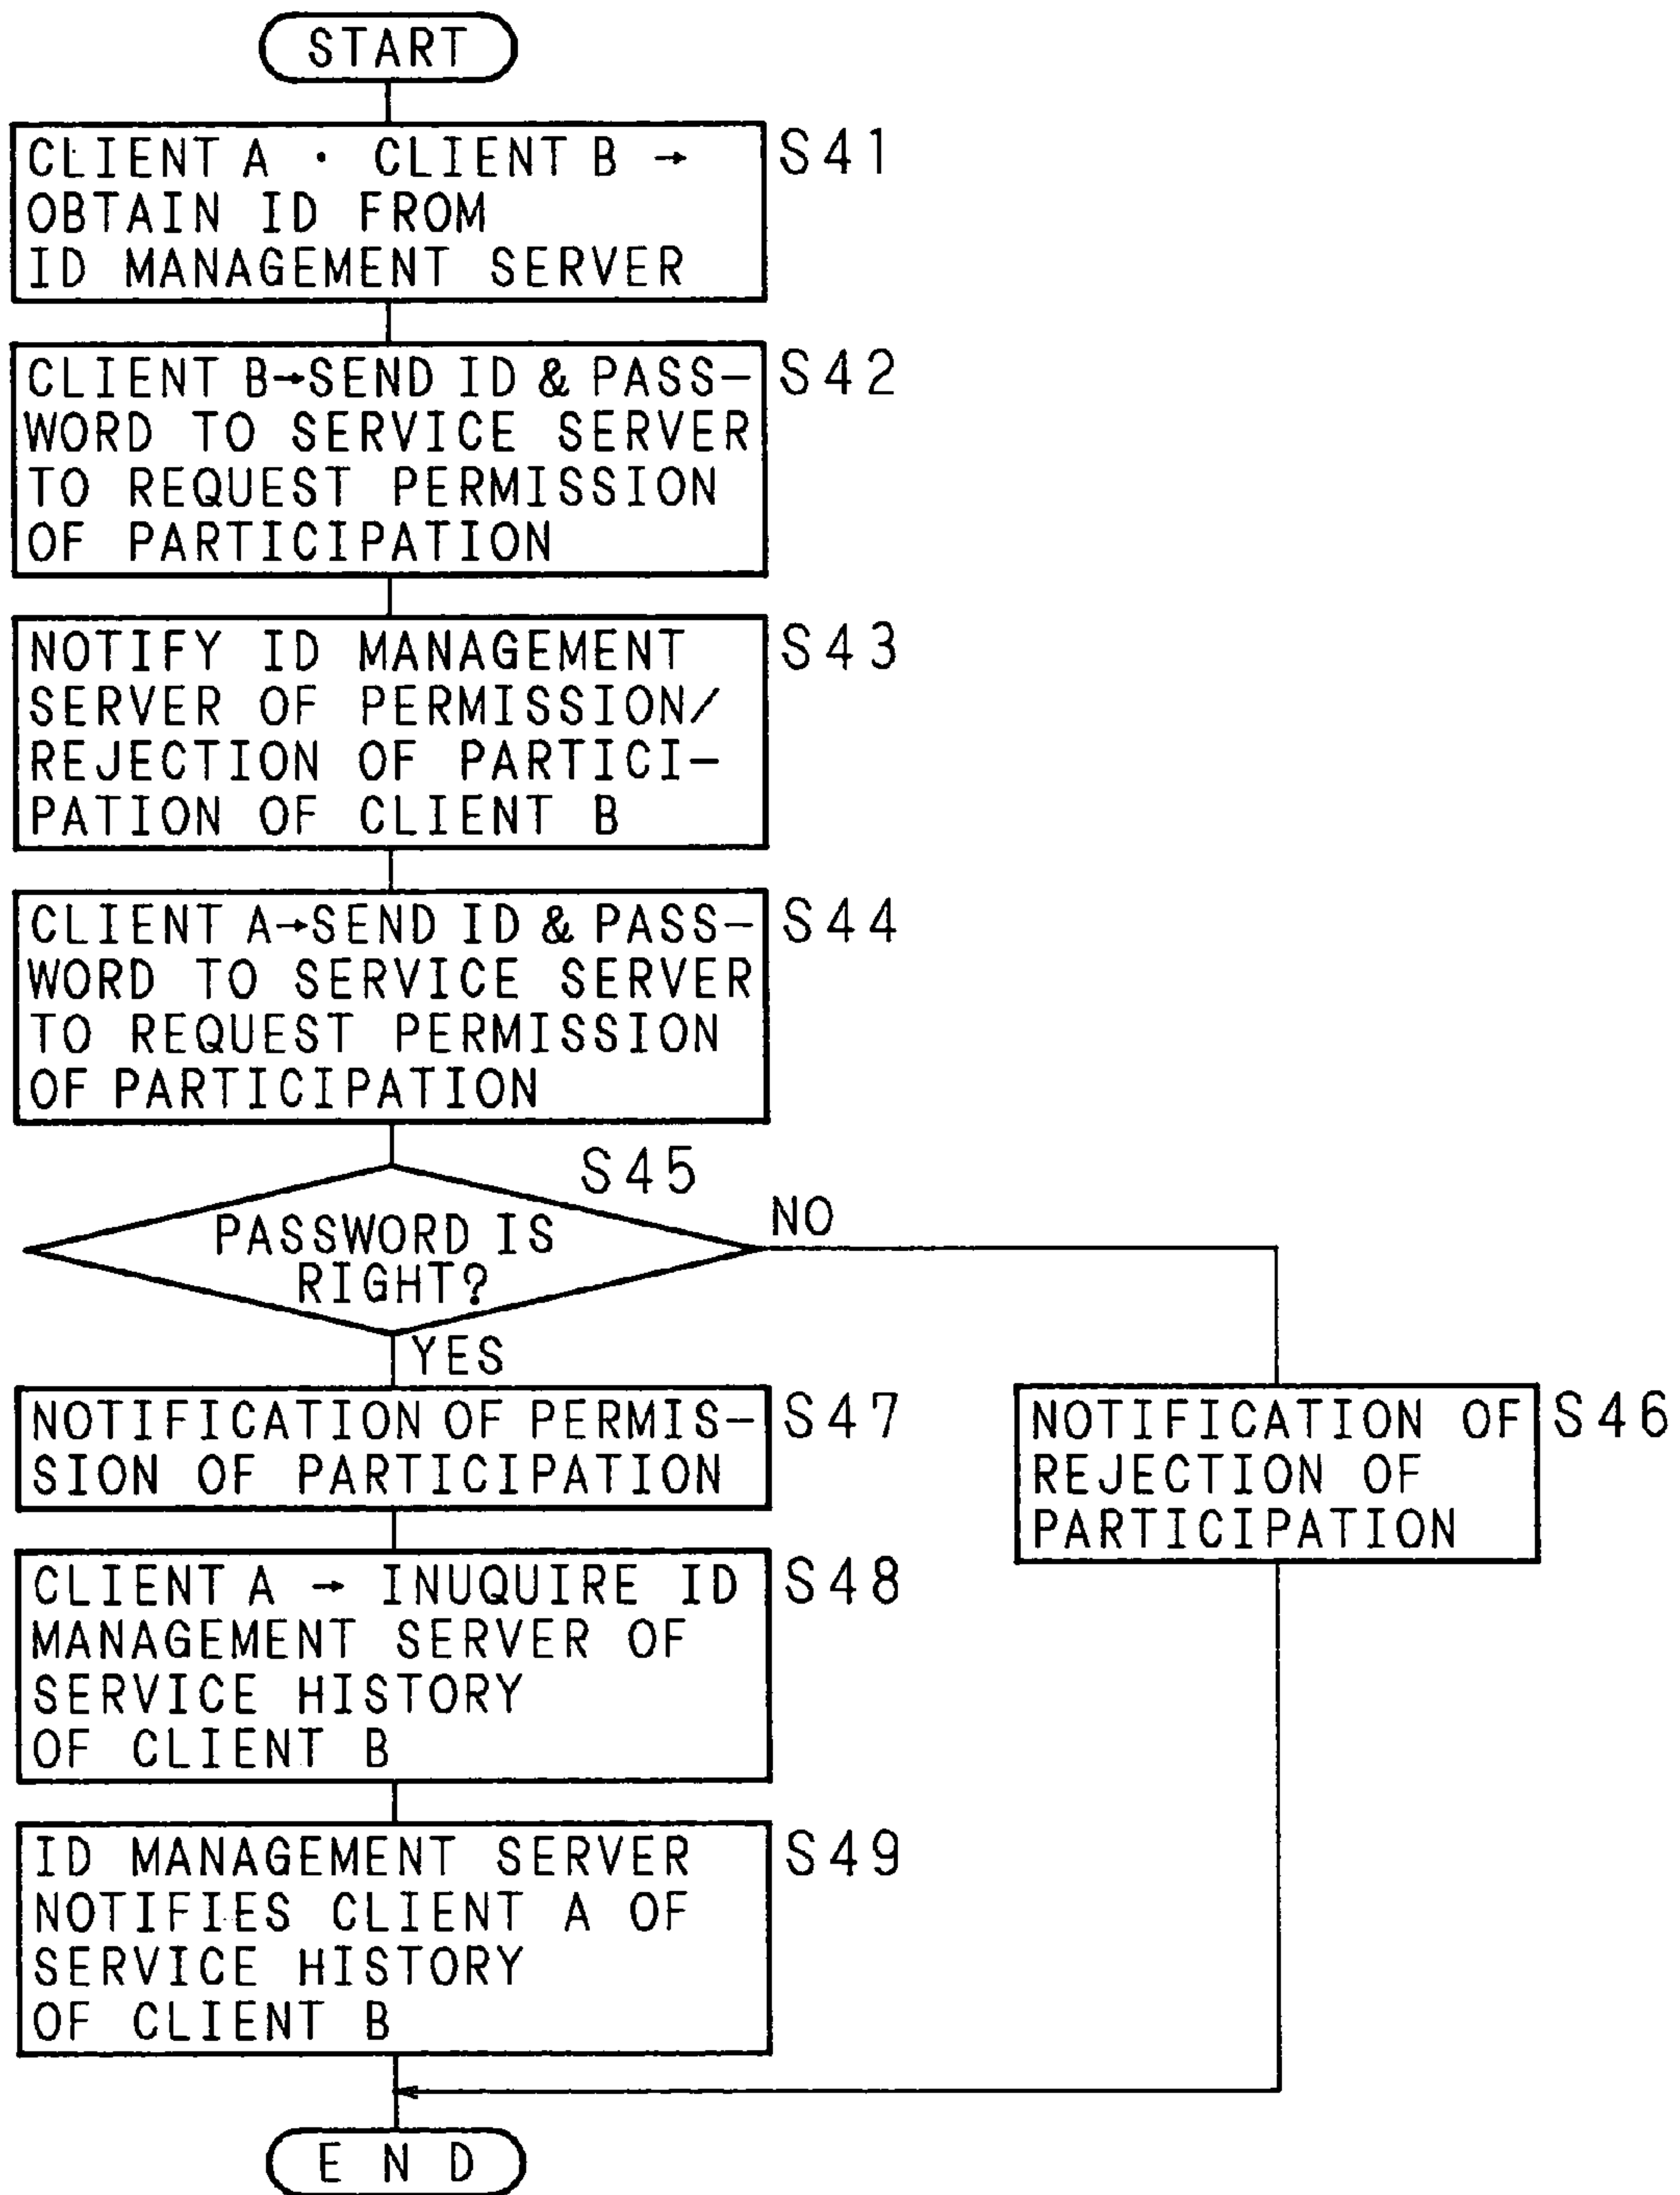 START
CLIENT A · CLIENT B →
OBTAIN ID FROM
ID MANAGEMENT SERVER
S41
CLIENT B→SEND ID & PASS-
WORD TO SERVICE SERVER
TO REQUEST PERMISSION
OF PARTICIPATION
S42
NOTIFY ID MANAGEMENT
SERVER OF PERMISSION/
REJECTION OF PARTICI-
PATION OF CLIENT B
S43
CLIENT A→SEND ID & PASS-
WORD TO SERVICE SERVER
TO REQUEST PERMISSION
OF PARTICIPATION
S44
S45
PASSWORD IS
RIGHT?
NO
YES
NOTIFICATION OF PERMIS-
SION OF PARTICIPATION
S47
NOTIFICATION OF
REJECTION OF
PARTICIPATION
S46
CLIENT A → INUQUIRE ID
MANAGEMENT SERVER OF
SERVICE HISTORY
OF CLIENT B
S48
ID MANAGEMENT SERVER
NOTIFIES CLIENT A OF
SERVICE HISTORY
OF CLIENT B
S49
END